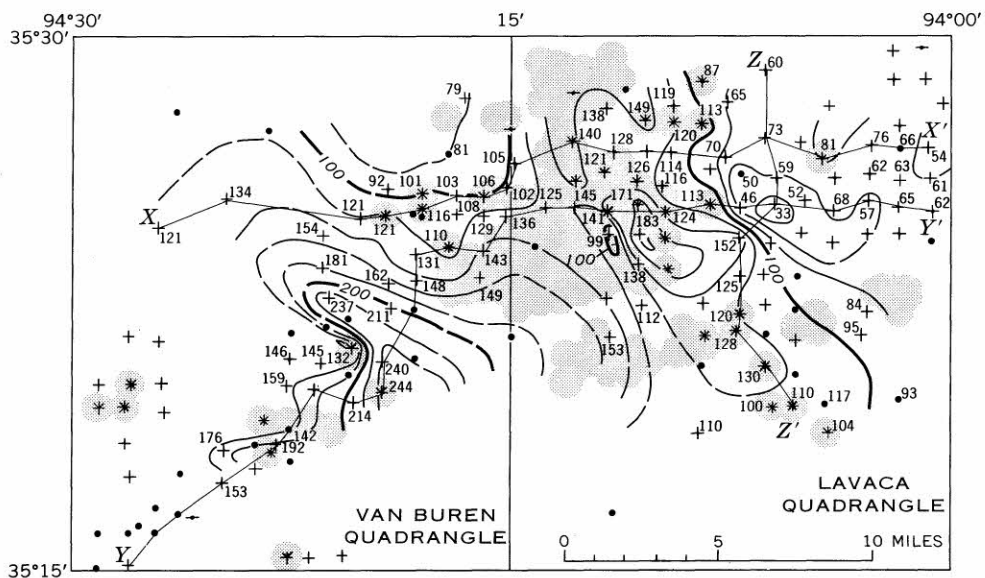 94°30' 15' 94°00'
35°30'
Z 60
87
79 119 (65
138 149 113
140 120 73 81 76 66 X'
81 128 70 54
105 121 114 59
100 92 101 103 106 126 116 50 62 63 61
134 102 125 145 171 113 52
X 121 116 108 46 68 65 62
121 121 129 136 141 183 124 33 57 Y'
154 110 99 152
131 143 100 138 100
181 162 148 149 125
200 84
237 211 112 120 95
153 128
146 145 132 240
159 244 130
214 100 110 117 93
176 142 110 Z' 104
192
153
VAN BUREN
QUADRANGLE
LAVACA
QUADRANGLE
Y
0 5 10 MILES
35°15'